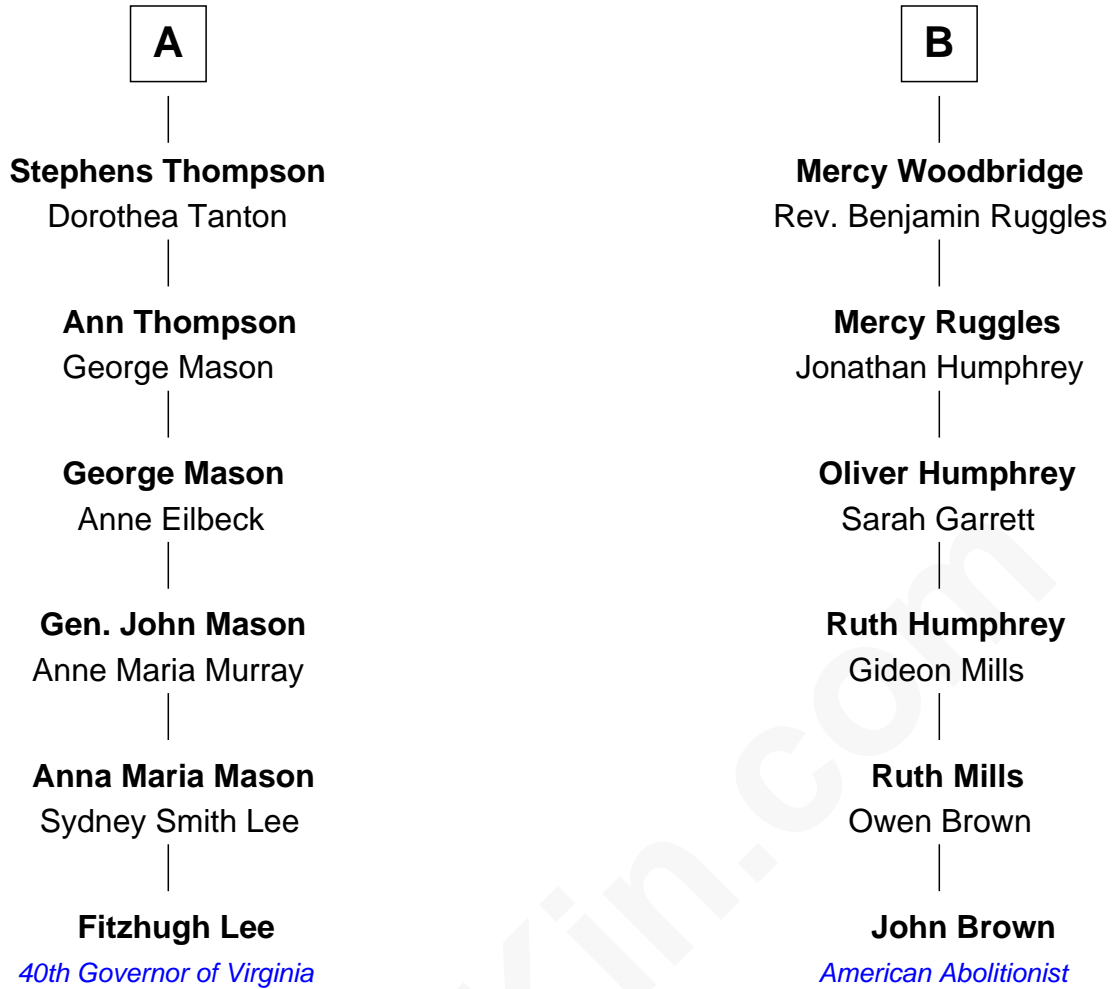 A
Stephens Thompson
Dorothea Tanton
Ann Thompson
George Mason
George Mason
Anne Eilbeck
Gen. John Mason
Anne Maria Murray
Anna Maria Mason
Sydney Smith Lee
Fitzhugh Lee
40th Governor of Virginia
B
Mercy Woodbridge
Rev. Benjamin Ruggles
Mercy Ruggles
Jonathan Humphrey
Oliver Humphrey
Sarah Garrett
Ruth Humphrey
Gideon Mills
Ruth Mills
Owen Brown
John Brown
American Abolitionist
Kin.com